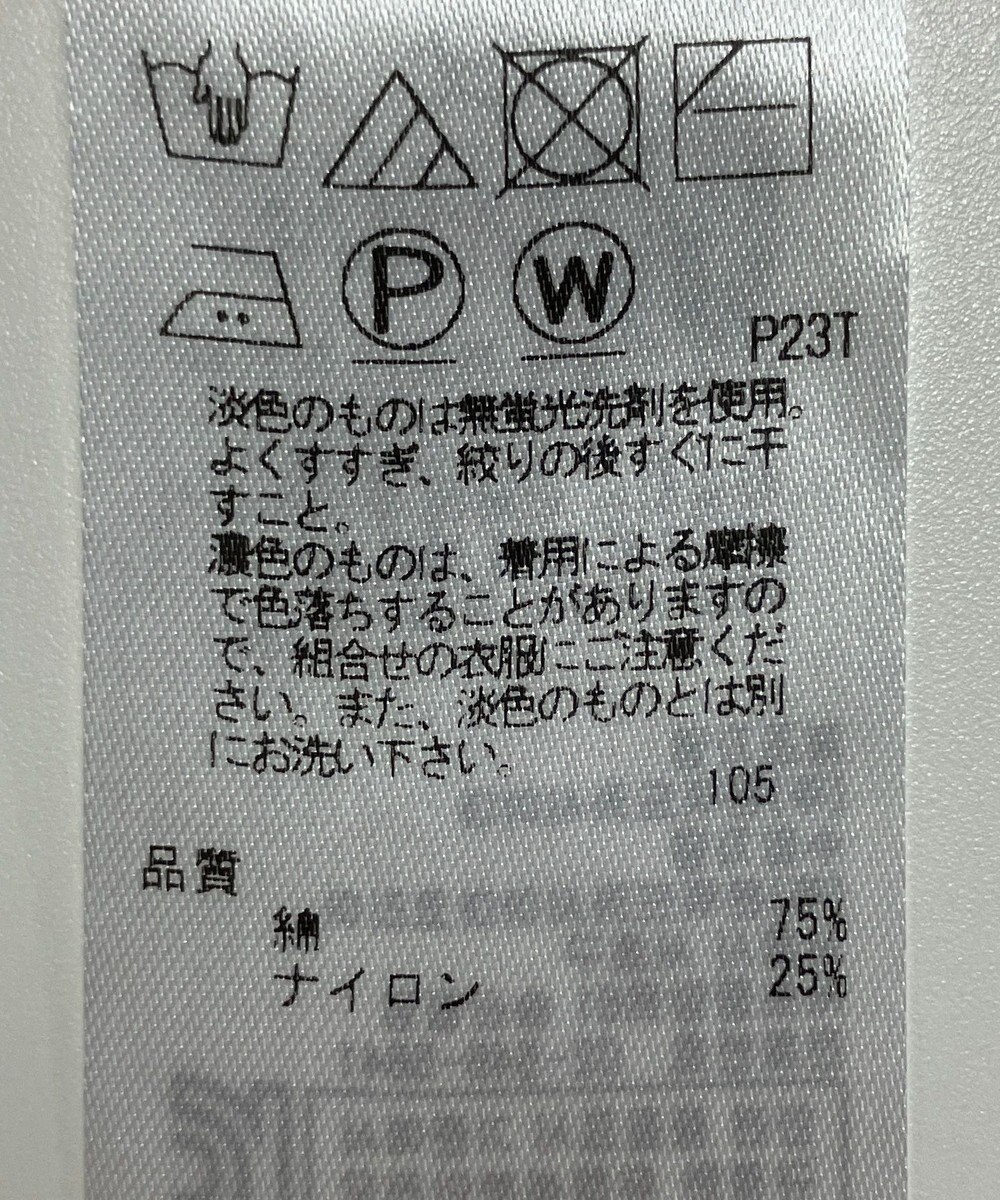 P
W
P23T
淡色のものは無蛍光洗剤を使用。
よくすすぎ、絞りの後すぐに干
すこと。
濃色のものは、着用による摩擦
で色落ちすることがありますの
で、組合せの衣服にご注意くだ
さい。また、淡色のものとは別
にお洗い下さい。
105
品質
綿 75%
ナイロン 25%